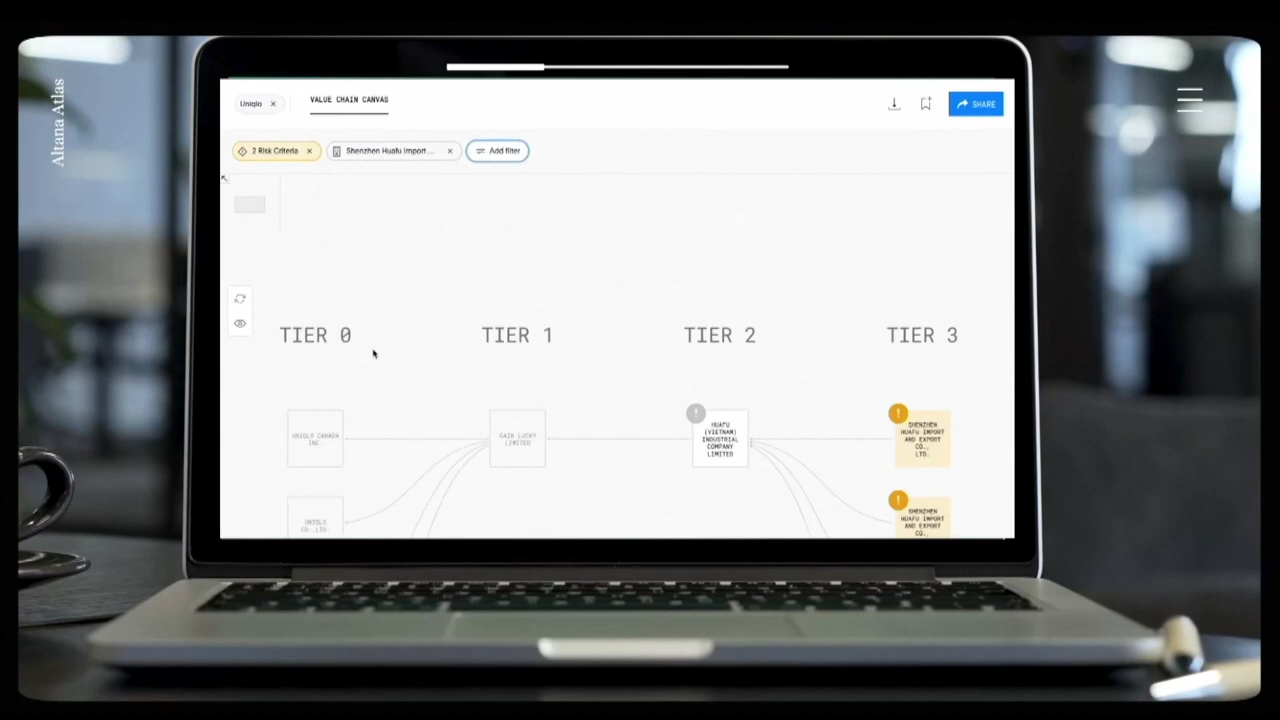 Altana Atlas
Uniqlo ×
VALUE CHAIN CANVAS
SHARE
2 Risk Criteria ×
Shenzhen Huafu Import ... ×
Add filter
TIER 0
TIER 1
TIER 2
TIER 3
UNIQLO CANADA
INC
GAIN LUCKY
LIMITED
!
HUAFU
(VIETNAM)
INDUSTRIAL
COMPANY
LIMITED
!
SHENZHEN
HUAFU IMPORT
AND EXPORT
CO.,
LTD.
UNIQLO
CO.,LTD.
!
SHENZHEN
HUAFU IMPORT
AND EXPORT
CO.,